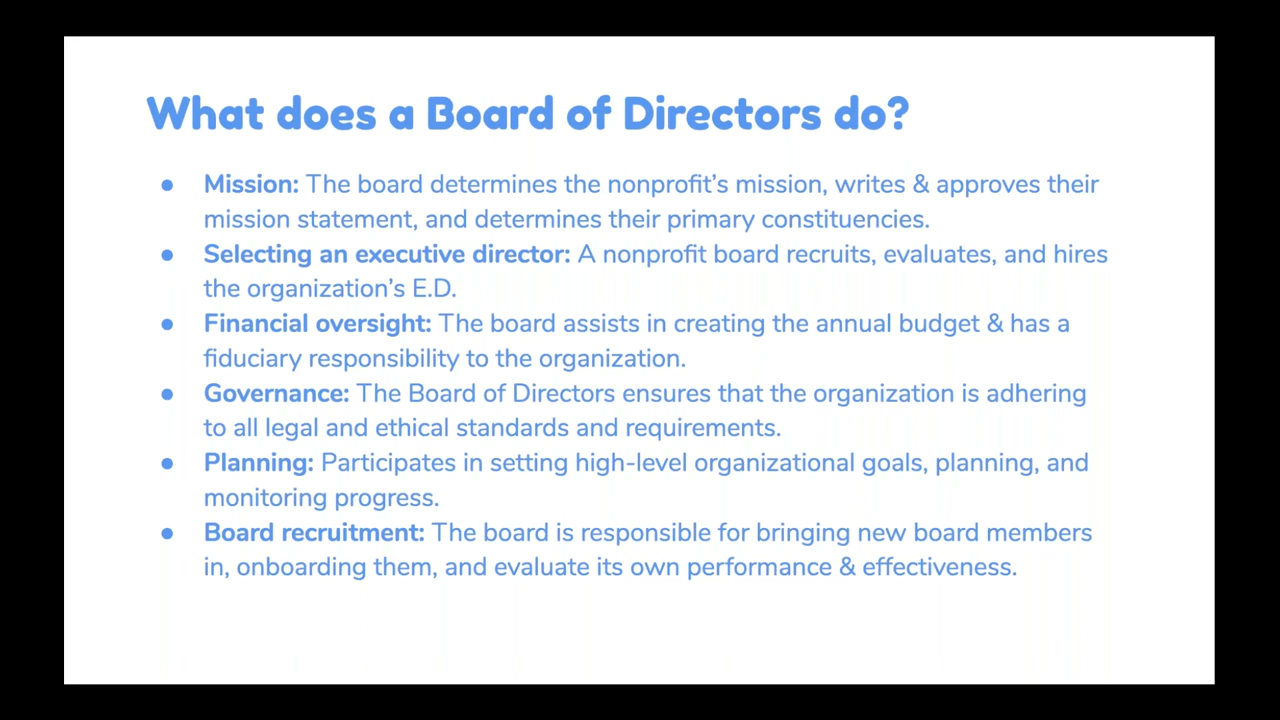 What does a Board of Directors do?
● Mission: The board determines the nonprofit’s mission, writes & approves their
mission statement, and determines their primary constituencies.
● Selecting an executive director: A nonprofit board recruits, evaluates, and hires
the organization’s E.D.
● Financial oversight: The board assists in creating the annual budget & has a
fiduciary responsibility to the organization.
● Governance: The Board of Directors ensures that the organization is adhering
to all legal and ethical standards and requirements.
● Planning: Participates in setting high-level organizational goals, planning, and
monitoring progress.
● Board recruitment: The board is responsible for bringing new board members
in, onboarding them, and evaluate its own performance & effectiveness.